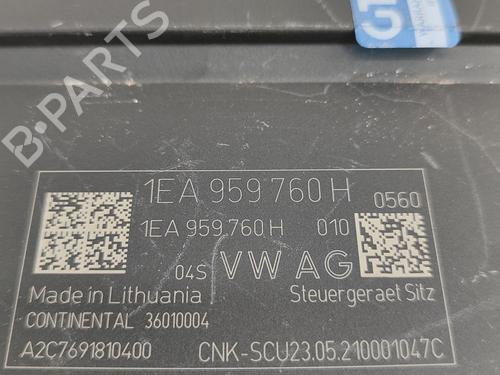 B-PARTS
1EA 959 760 H 0560
1EA 959 760 H 010
04S VW AG
Made in Lithuania Steuergeraet Sitz
CONTINENTAL 36010004
A2C7691810400 CNK-SCU23.05.210001047C